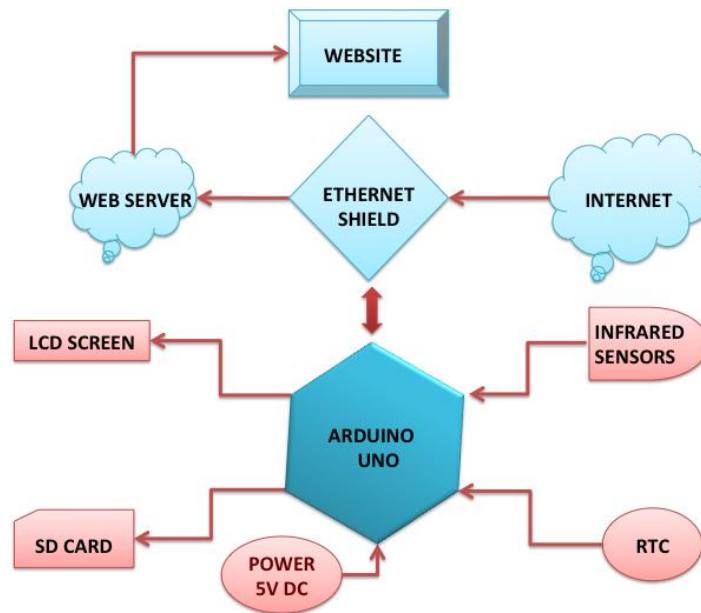 WEBSITE
WEB SERVER
ETHERNET
SHIELD
INTERNET
LCD SCREEN
INFRARED
SENSORS
ARDUINO
UNO
SD CARD
POWER
5V DC
RTC